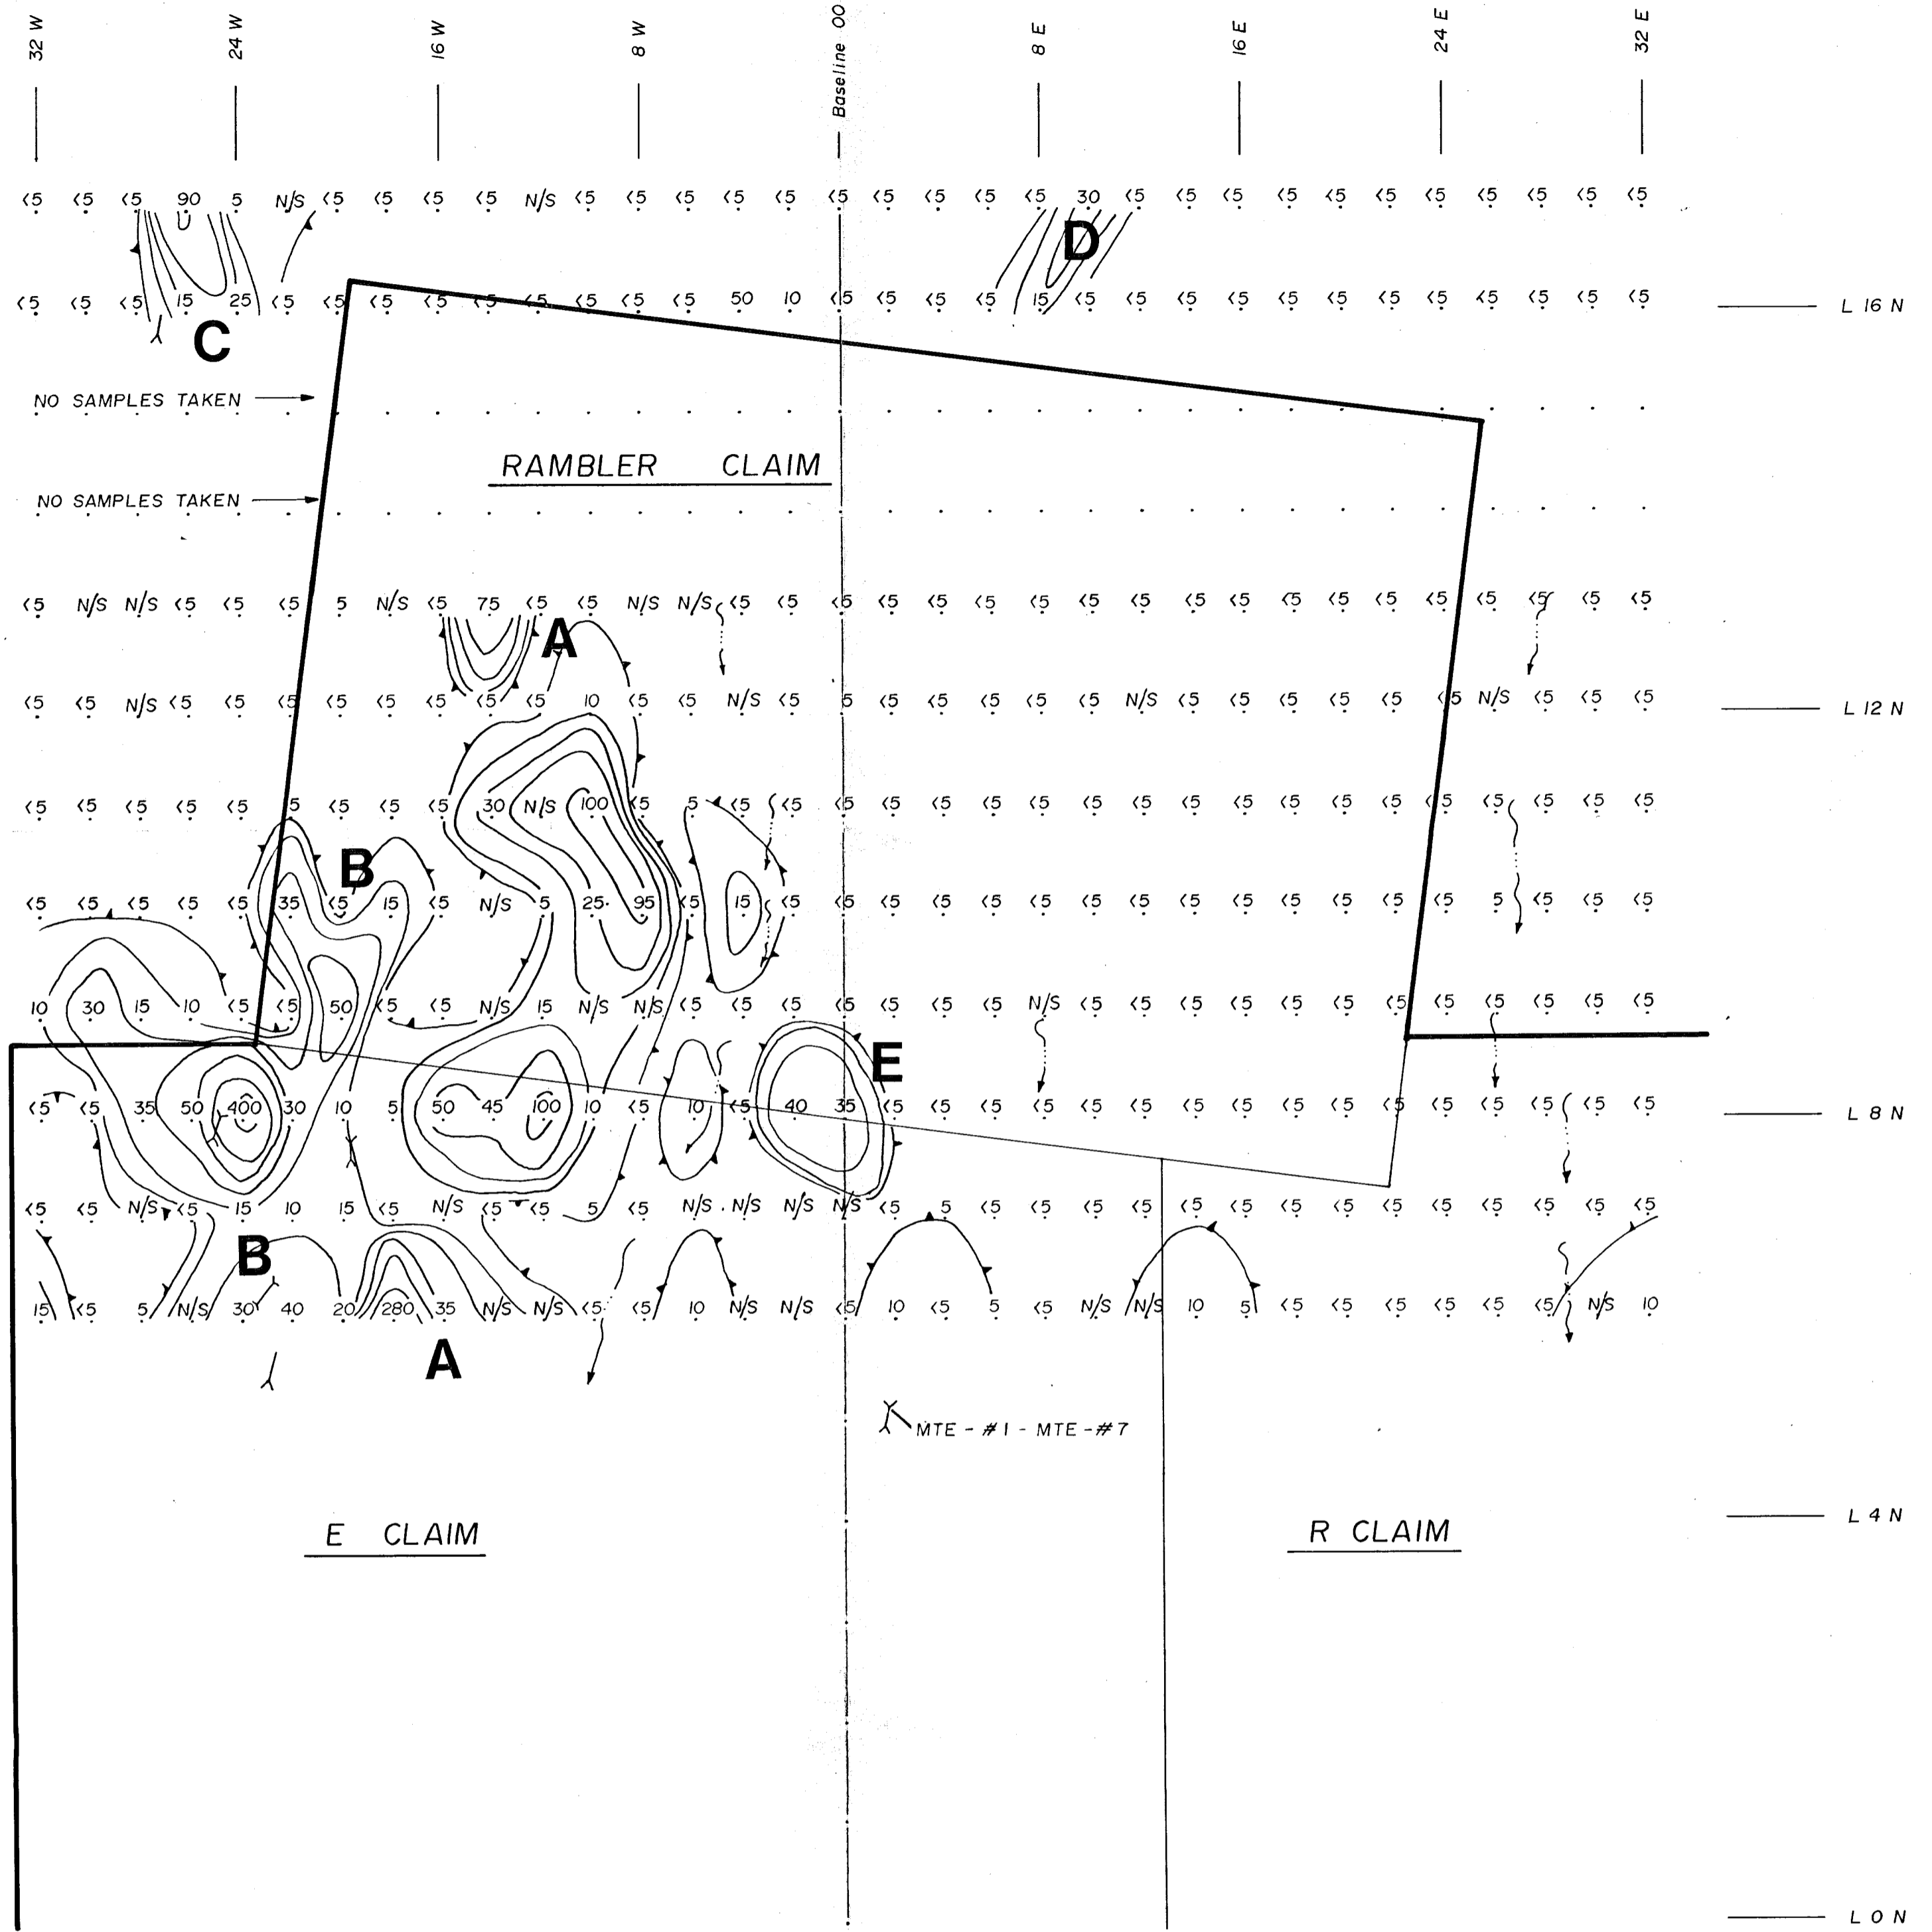 32 W 24 W 16 W 8 W Baseline 00 8 E 16 E 24 E 32 E
<5 <5 <5 90 5 N/S <5 <5 <5 <5 N/S <5 <5 <5 <5 <5 <5 <5 <5 <5 <5 30 <5 <5 <5 <5 <5 <5 <5 <5 <5 <5 <5
D
<5 <5 <5 15 25 <5 <5 <5 <5 <5 <5 <5 <5 <5 50 10 <5 <5 <5 <5 15 <5 <5 <5 <5 <5 <5 <5 <5 <5 <5 <5 <5 L 16 N
C
NO SAMPLES TAKEN
RAMBLER CLAIM
NO SAMPLES TAKEN
<5 N/S N/S <5 <5 <5 5 N/S <5 75 <5 <5 N/S N/S <5 <5 <5 <5 <5 <5 <5 <5 <5 <5 <5 <5 <5 <5 <5 <5 <5 <5 <5
A
<5 <5 N/S <5 <5 <5 <5 <5 <5 <5 <5 10 <5 <5 N/S <5 5 <5 <5 <5 <5 <5 N/S <5 <5 <5 <5 <5 <5 N/S <5 <5 <5 L 12 N
<5 <5 <5 <5 <5 5 <5 <5 <5 30 N/S 100 <5 5 <5 <5 <5 <5 <5 <5 <5 <5 <5 <5 <5 <5 <5 <5 <5 <5 <5 <5 <5
B
<5 <5 <5 <5 <5 35 <5 15 <5 N/S 5 25 95 <5 15 <5 <5 <5 <5 <5 <5 <5 <5 <5 <5 <5 <5 <5 <5 5 <5 <5 <5
10 30 15 10 <5 <5 50 <5 <5 N/S 15 N/S N/S <5 <5 <5 <5 <5 <5 <5 N/S <5 <5 <5 <5 <5 <5 <5 <5 <5 <5 <5 <5
E
<5 <5 35 50 400 30 10 5 50 45 100 10 <5 10 <5 40 35 <5 <5 <5 <5 <5 <5 <5 <5 <5 <5 <5 <5 <5 <5 <5 <5 L 8 N
<5 <5 N/S <5 15 10 15 <5 N/S <5 <5 5 <5 N/S N/S N/S N/S <5 5 <5 <5 <5 <5 <5 <5 <5 <5 <5 <5 <5 <5 <5 <5
B
15 <5 5 N/S 30 40 20 280 35 N/S N/S <5 <5 10 N/S N/S <5 10 <5 5 <5 N/S N/S 10 5 <5 <5 <5 <5 <5 <5 N/S 10
A
MTE - #1 - MTE - #7
E CLAIM
R CLAIM
L 4 N
L 0 N